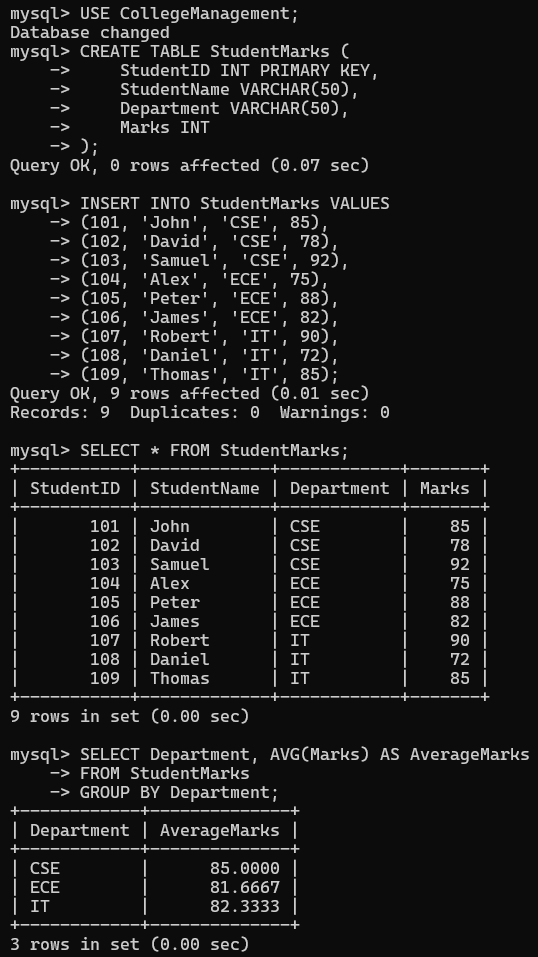 mysql> USE CollegeManagement;
Database changed
mysql> CREATE TABLE StudentMarks (
    ->     StudentID INT PRIMARY KEY,
    ->     StudentName VARCHAR(50),
    ->     Department VARCHAR(50),
    ->     Marks INT
    -> );
Query OK, 0 rows affected (0.07 sec)

mysql> INSERT INTO StudentMarks VALUES
    -> (101, 'John', 'CSE', 85),
    -> (102, 'David', 'CSE', 78),
    -> (103, 'Samuel', 'CSE', 92),
    -> (104, 'Alex', 'ECE', 75),
    -> (105, 'Peter', 'ECE', 88),
    -> (106, 'James', 'ECE', 82),
    -> (107, 'Robert', 'IT', 90),
    -> (108, 'Daniel', 'IT', 72),
    -> (109, 'Thomas', 'IT', 85);
Query OK, 9 rows affected (0.01 sec)
Records: 9  Duplicates: 0  Warnings: 0

mysql> SELECT * FROM StudentMarks;
+-----------+-------------+------------+-------+
| StudentID | StudentName | Department | Marks |
+-----------+-------------+------------+-------+
|       101 | John        | CSE        |    85 |
|       102 | David       | CSE        |    78 |
|       103 | Samuel      | CSE        |    92 |
|       104 | Alex        | ECE        |    75 |
|       105 | Peter       | ECE        |    88 |
|       106 | James       | ECE        |    82 |
|       107 | Robert      | IT         |    90 |
|       108 | Daniel      | IT         |    72 |
|       109 | Thomas      | IT         |    85 |
+-----------+-------------+------------+-------+
9 rows in set (0.00 sec)

mysql> SELECT Department, AVG(Marks) AS AverageMarks
    -> FROM StudentMarks
    -> GROUP BY Department;
+------------+--------------+
| Department | AverageMarks |
+------------+--------------+
| CSE        |      85.0000 |
| ECE        |      81.6667 |
| IT         |      82.3333 |
+------------+--------------+
3 rows in set (0.00 sec)